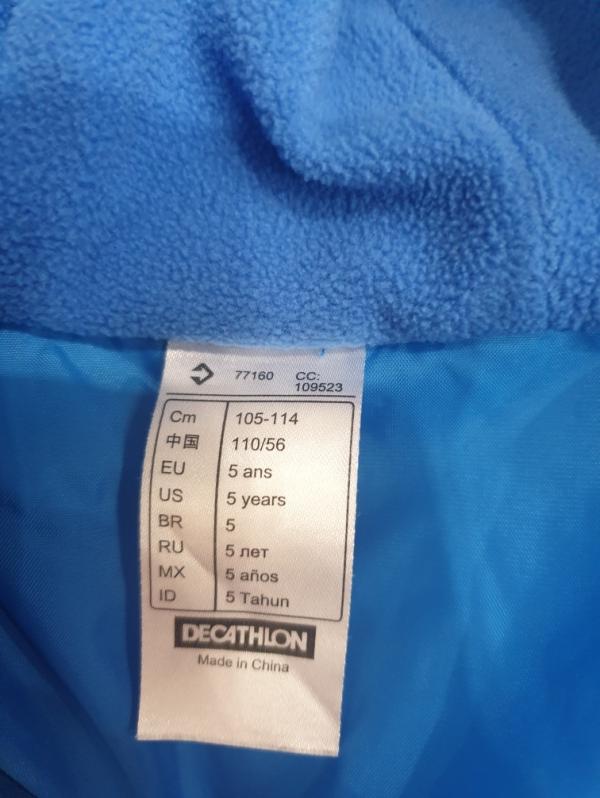 77160 CC: 109523
Cm 105-114
中国 110/56
EU 5 ans
US 5 years
BR 5
RU 5 лет
MX 5 años
ID 5 Tahun
DECATHLON
Made in China